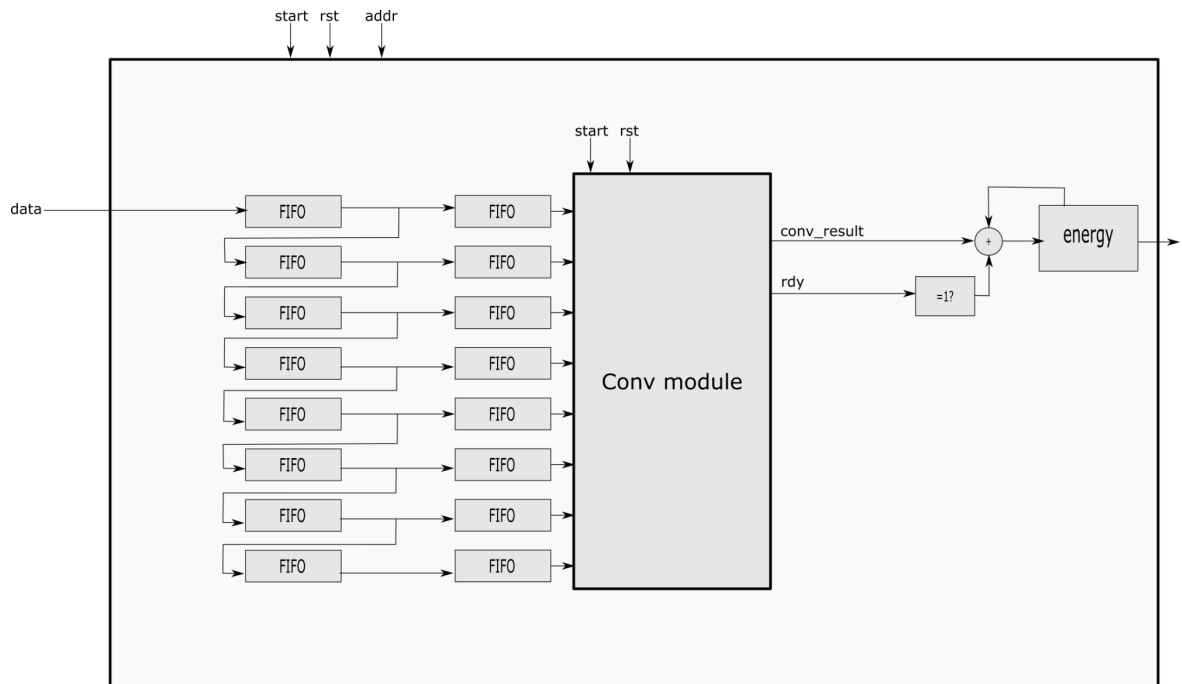 start rst addr
start rst
data
FIFO FIFO
FIFO FIFO
FIFO FIFO
FIFO FIFO
FIFO FIFO
FIFO FIFO
FIFO FIFO
FIFO FIFO
Conv module
conv_result
rdy
=1?
+
energy